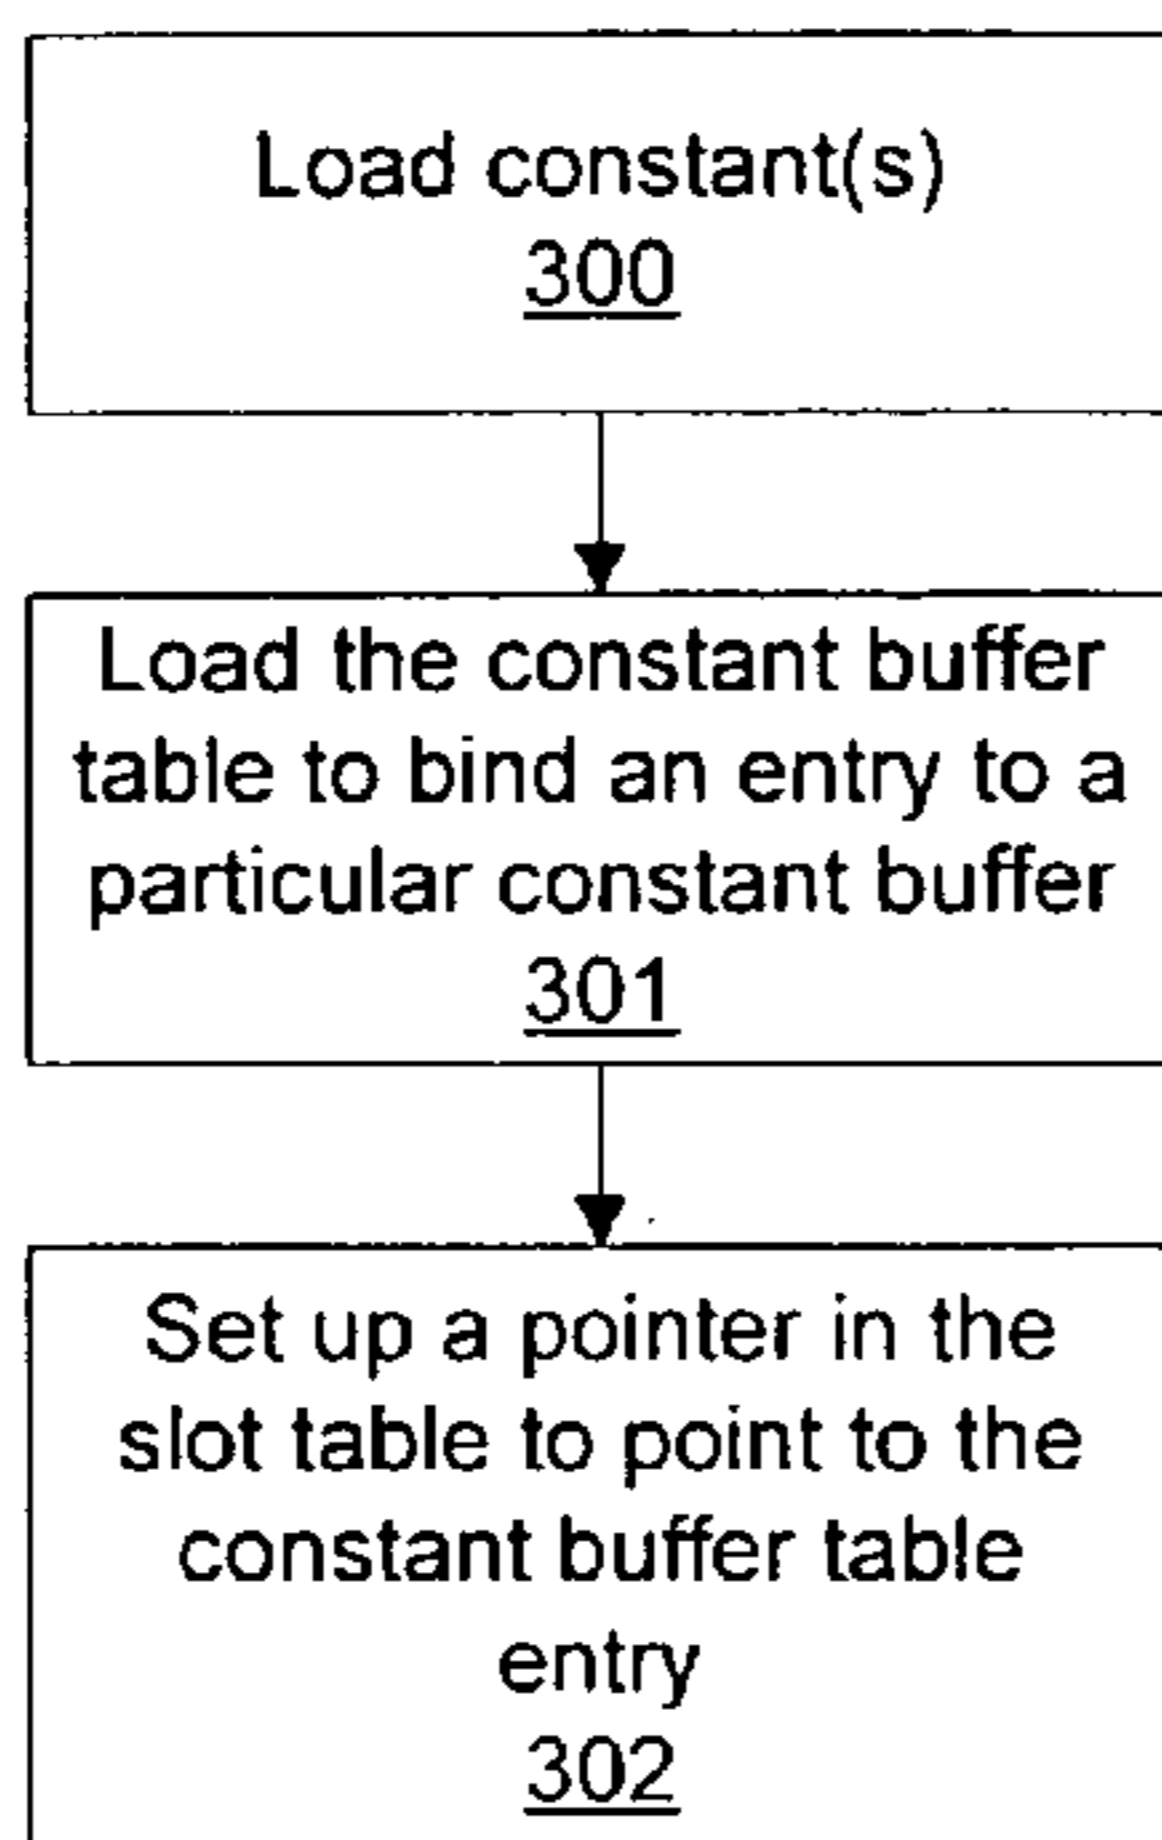 Load constant(s)
300
Load the constant buffer
table to bind an entry to a
particular constant buffer
301
Set up a pointer in the
slot table to point to the
constant buffer table
entry
302